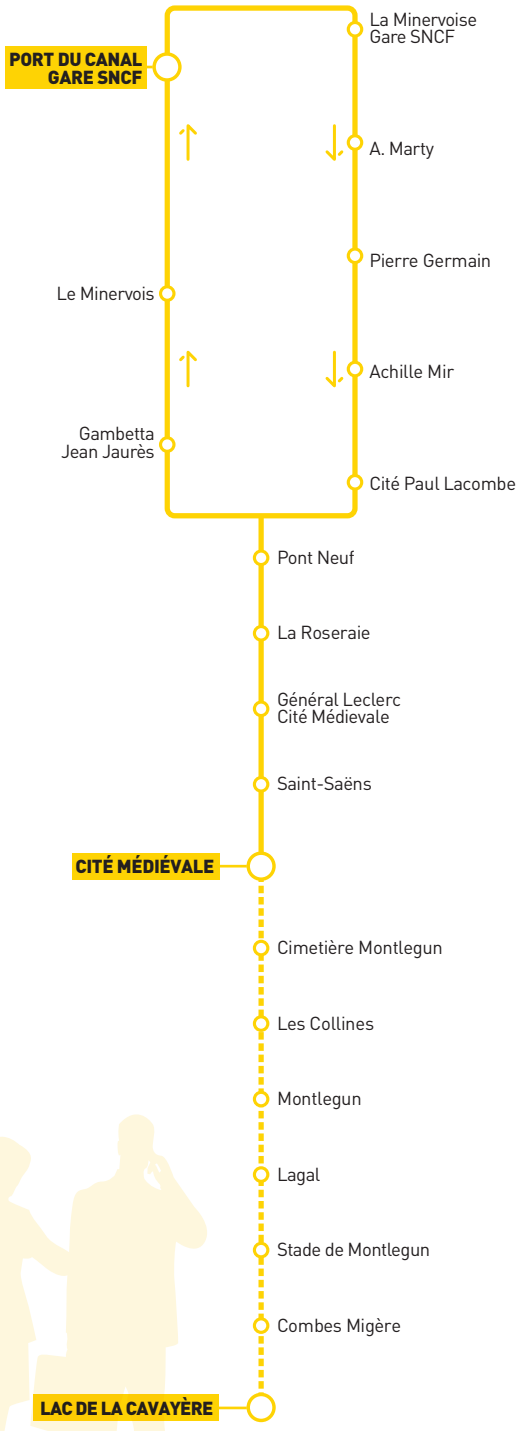 La Minervoise
Gare SNCF
PORT DU CANAL
GARE SNCF
A. Marty
Pierre Germain
Le Minervois
Achille Mir
Gambetta
Jean Jaurès
Cité Paul Lacombe
Pont Neuf
La Roseraie
Général Leclerc
Cité Médievale
Saint-Saëns
CITÉ MÉDIÉVALE
Cimetière Montlegun
Les Collines
Montlegun
Lagal
Stade de Montlegun
Combes Migère
LAC DE LA CAVAYÈRE